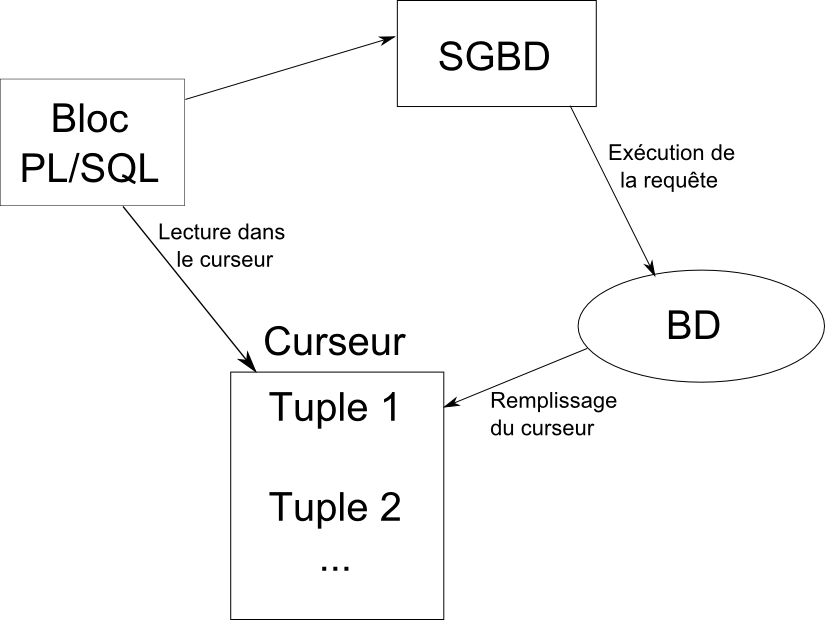 SGBD
Bloc
PL/SQL
Exécution de
la requête
Lecture dans
le curseur
BD
Curseur
Tuple 1
Remplissage
du curseur
Tuple 2
...